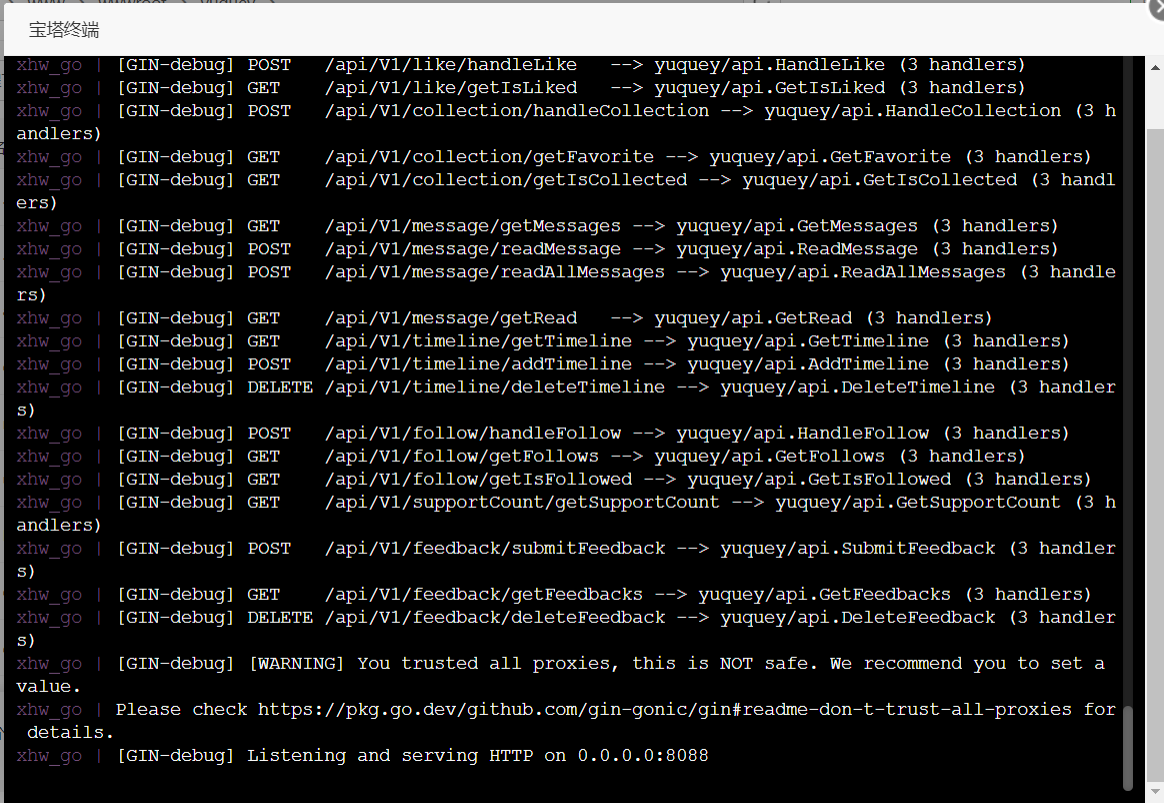 宝塔终端
xhw_go | [GIN-debug] POST /api/V1/like/handleLike --> yuquey/api.HandleLike (3 handlers)
xhw_go | [GIN-debug] GET /api/V1/like/getIsLiked --> yuquey/api.GetIsLiked (3 handlers)
xhw_go | [GIN-debug] POST /api/V1/collection/handleCollection --> yuquey/api.HandleCollection (3 h
andlers)
xhw_go | [GIN-debug] GET /api/V1/collection/getFavorite --> yuquey/api.GetFavorite (3 handlers)
xhw_go | [GIN-debug] GET /api/V1/collection/getIsCollected --> yuquey/api.GetIsCollected (3 handl
ers)
xhw_go | [GIN-debug] GET /api/V1/message/getMessages --> yuquey/api.GetMessages (3 handlers)
xhw_go | [GIN-debug] POST /api/V1/message/readMessage --> yuquey/api.ReadMessage (3 handlers)
xhw_go | [GIN-debug] POST /api/V1/message/readAllMessages --> yuquey/api.ReadAllMessages (3 handle
rs)
xhw_go | [GIN-debug] GET /api/V1/message/getRead --> yuquey/api.GetRead (3 handlers)
xhw_go | [GIN-debug] GET /api/V1/timeline/getTimeline --> yuquey/api.GetTimeline (3 handlers)
xhw_go | [GIN-debug] POST /api/V1/timeline/addTimeline --> yuquey/api.AddTimeline (3 handlers)
xhw_go | [GIN-debug] DELETE /api/V1/timeline/deleteTimeline --> yuquey/api.DeleteTimeline (3 handler
s)
xhw_go | [GIN-debug] POST /api/V1/follow/handleFollow --> yuquey/api.HandleFollow (3 handlers)
xhw_go | [GIN-debug] GET /api/V1/follow/getFollows --> yuquey/api.GetFollows (3 handlers)
xhw_go | [GIN-debug] GET /api/V1/follow/getIsFollowed --> yuquey/api.GetIsFollowed (3 handlers)
xhw_go | [GIN-debug] GET /api/V1/supportCount/getSupportCount --> yuquey/api.GetSupportCount (3 h
andlers)
xhw_go | [GIN-debug] POST /api/V1/feedback/submitFeedback --> yuquey/api.SubmitFeedback (3 handler
s)
xhw_go | [GIN-debug] GET /api/V1/feedback/getFeedbacks --> yuquey/api.GetFeedbacks (3 handlers)
xhw_go | [GIN-debug] DELETE /api/V1/feedback/deleteFeedback --> yuquey/api.DeleteFeedback (3 handler
s)
xhw_go | [GIN-debug] [WARNING] You trusted all proxies, this is NOT safe. We recommend you to set a
value.
xhw_go | Please check https://pkg.go.dev/github.com/gin-gonic/gin#readme-don-t-trust-all-proxies for
details.
xhw_go | [GIN-debug] Listening and serving HTTP on 0.0.0.0:8088